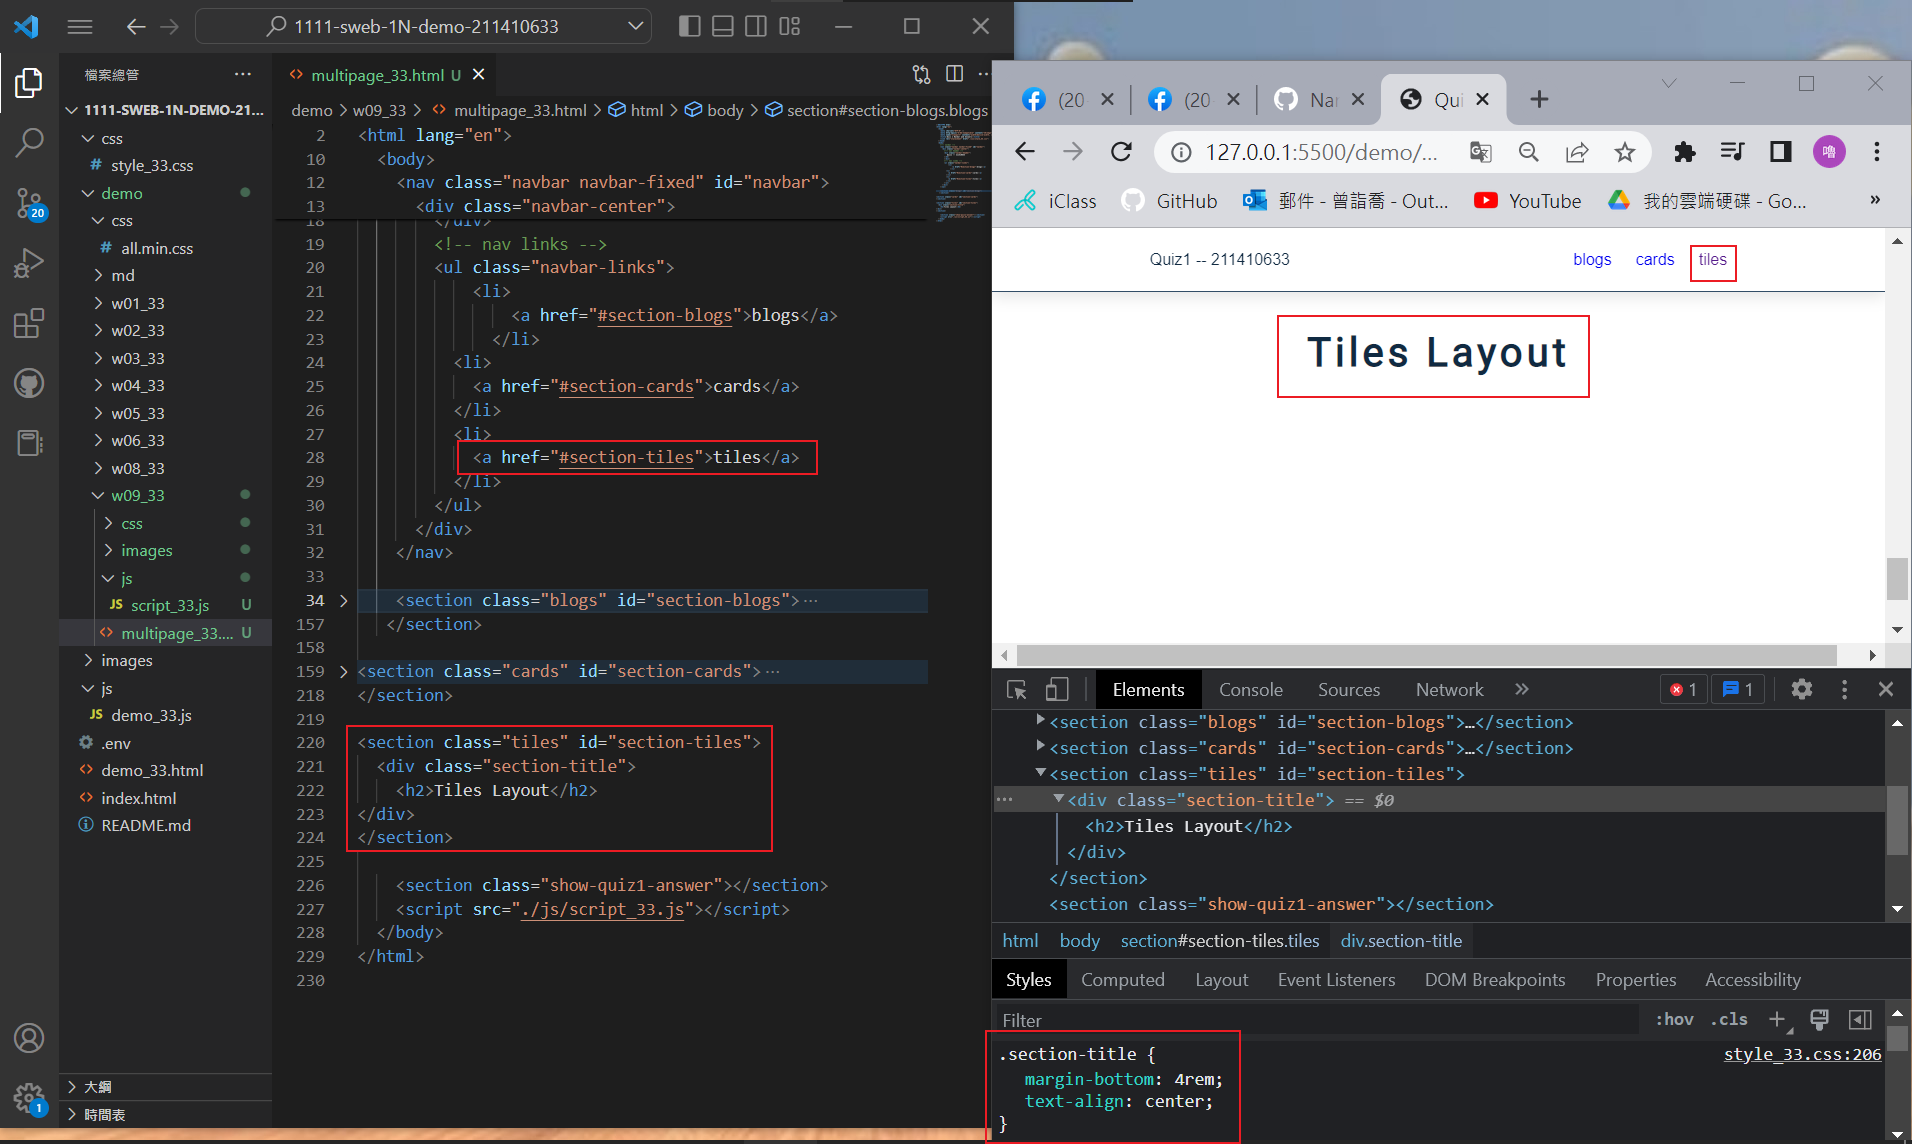 1111-sweb-1N-demo-211410633
檔案總管
1111-SWEB-1N-DEMO-21...
css
# style_33.css
demo
css
# all.min.css
md
w01_33
w02_33
w03_33
w04_33
w05_33
w06_33
w08_33
w09_33
css
images
js
JS script_33.js U
multipage_33.... U
images
js
JS demo_33.js
.env
demo_33.html
index.html
README.md
大綱
時間表
20
1
multipage_33.html U
demo > w09_33 > multipage_33.html > html > body > section#section-blogs.blogs
2 <html lang="en">
10 <body>
12 <nav class="navbar navbar-fixed" id="navbar">
13 <div class="navbar-center">
18 </div>
19 <!-- nav links -->
20 <ul class="navbar-links">
21 <li>
22 <a href="#section-blogs">blogs</a>
23 </li>
24 <li>
25 <a href="#section-cards">cards</a>
26 </li>
27 <li>
28 <a href="#section-tiles">tiles</a>
29 </li>
30 </ul>
31 </div>
32 </nav>
33
34 <section class="blogs" id="section-blogs">···
157 </section>
158
159 <section class="cards" id="section-cards">···
218 </section>
219
220 <section class="tiles" id="section-tiles">
221 <div class="section-title">
222 <h2>Tiles Layout</h2>
223 </div>
224 </section>
225
226 <section class="show-quiz1-answer"></section>
227 <script src="./js/script_33.js"></script>
228 </body>
229 </html>
230
(20 (20 Nar Qui
127.0.0.1:5500/demo/...
嚕
iClass GitHub 郵件 - 曾詣喬 - Out... YouTube 我的雲端硬碟 - Go... »
Quiz1 -- 211410633 blogs cards tiles
Tiles Layout
Elements Console Sources Network » 1 1
<section class="blogs" id="section-blogs">…</section>
<section class="cards" id="section-cards">…</section>
<section class="tiles" id="section-tiles">
<div class="section-title"> == $0
<h2>Tiles Layout</h2>
</div>
</section>
<section class="show-quiz1-answer"></section>
html body section#section-tiles.tiles div.section-title
Styles Computed Layout Event Listeners DOM Breakpoints Properties Accessibility
Filter :hov .cls
.section-title { style_33.css:206
margin-bottom: 4rem;
text-align: center;
}